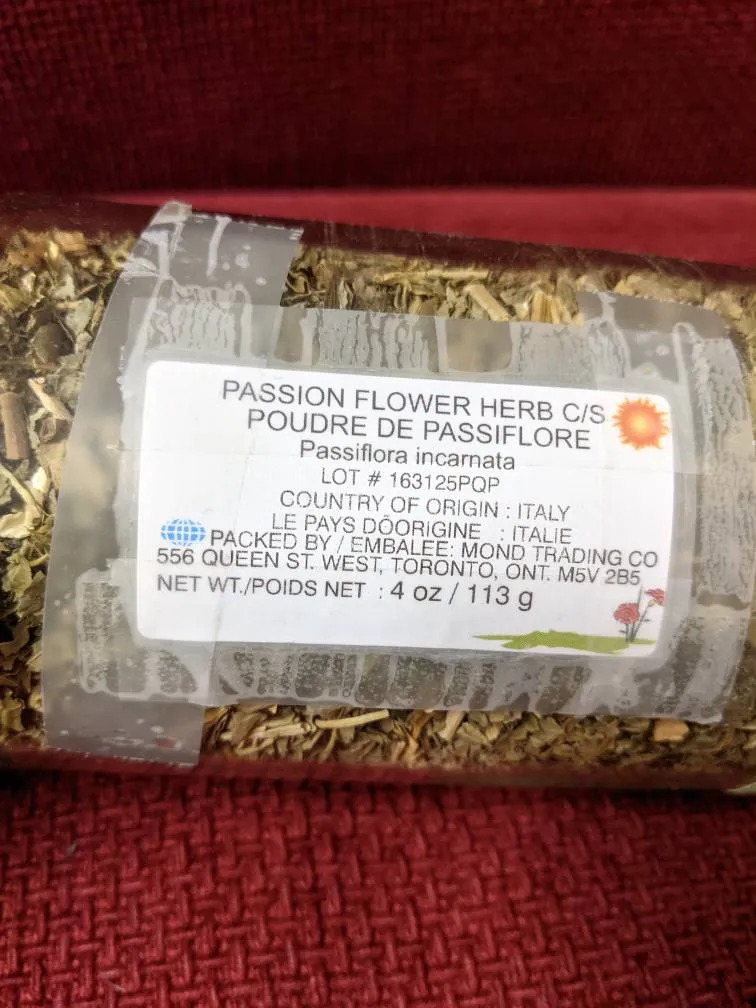 PASSION FLOWER HERB C/S
POUDRE DE PASSIFLORE
Passiflora incarnata
LOT # 163125PQP
COUNTRY OF ORIGIN : ITALY
LE PAYS DÕORIGINE : ITALIE
PACKED BY / EMBALEE: MOND TRADING CO
556 QUEEN ST. WEST, TORONTO, ONT. M5V 2B5
NET WT./POIDS NET : 4 oz / 113 g